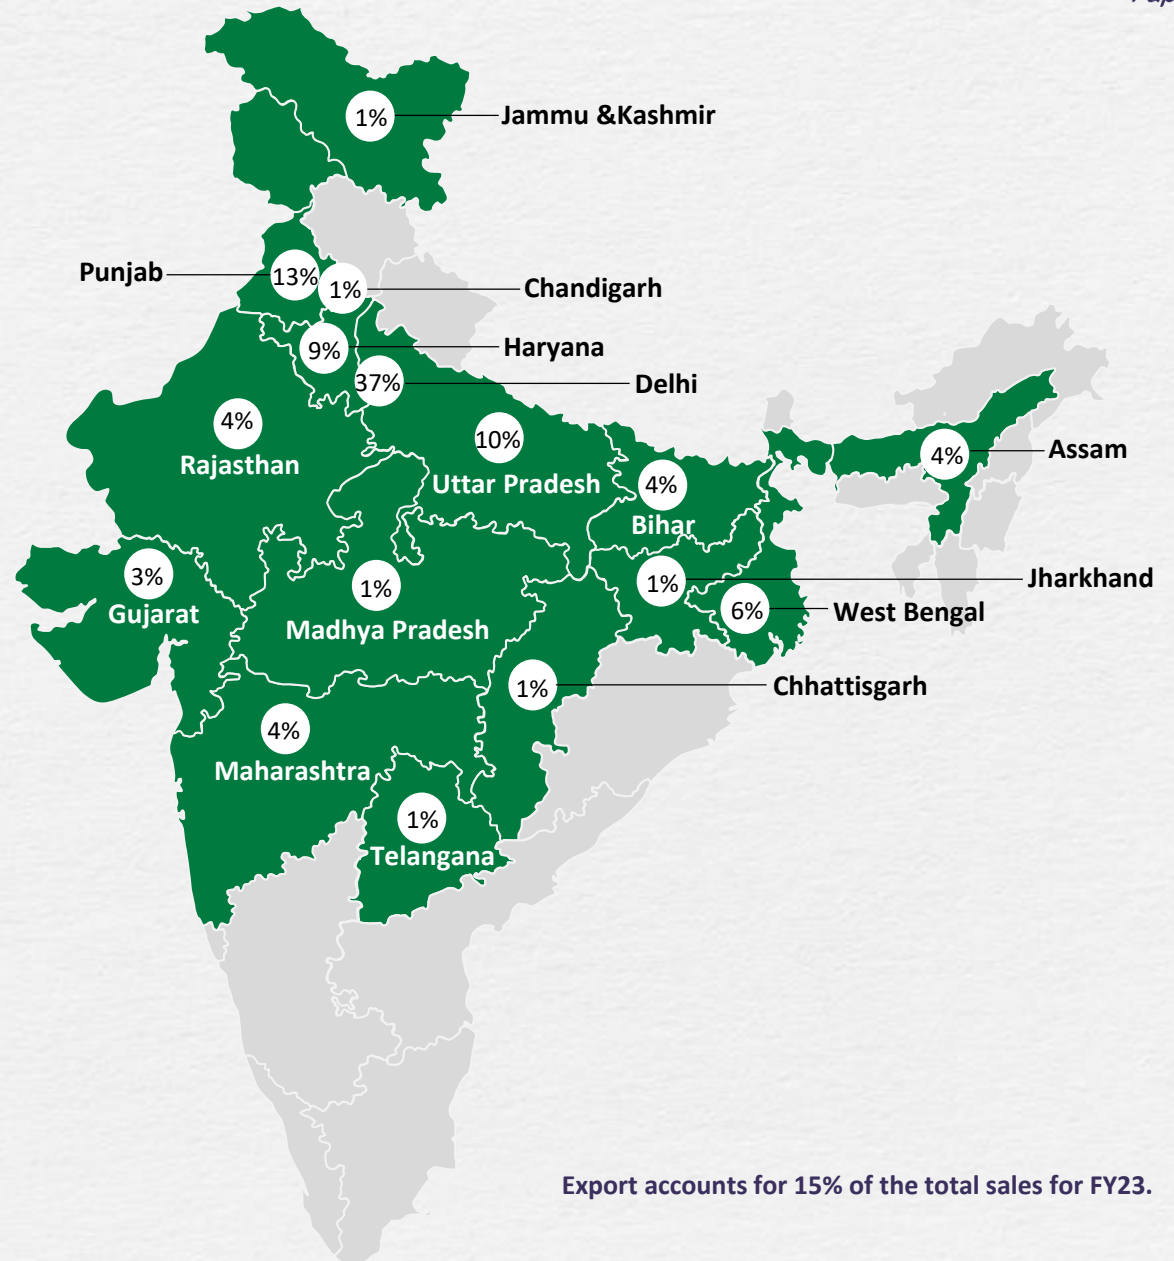 1%
Jammu &Kashmir
Punjab
13%
1%
Chandigarh
9%
Haryana
37%
Delhi
4%
Rajasthan
10%
Uttar Pradesh
4%
Bihar
4%
Assam
3%
Gujarat
1%
Madhya Pradesh
1%
Jharkhand
6%
West Bengal
1%
Chhattisgarh
4%
Maharashtra
1%
Telangana
Export accounts for 15% of the total sales for FY23.